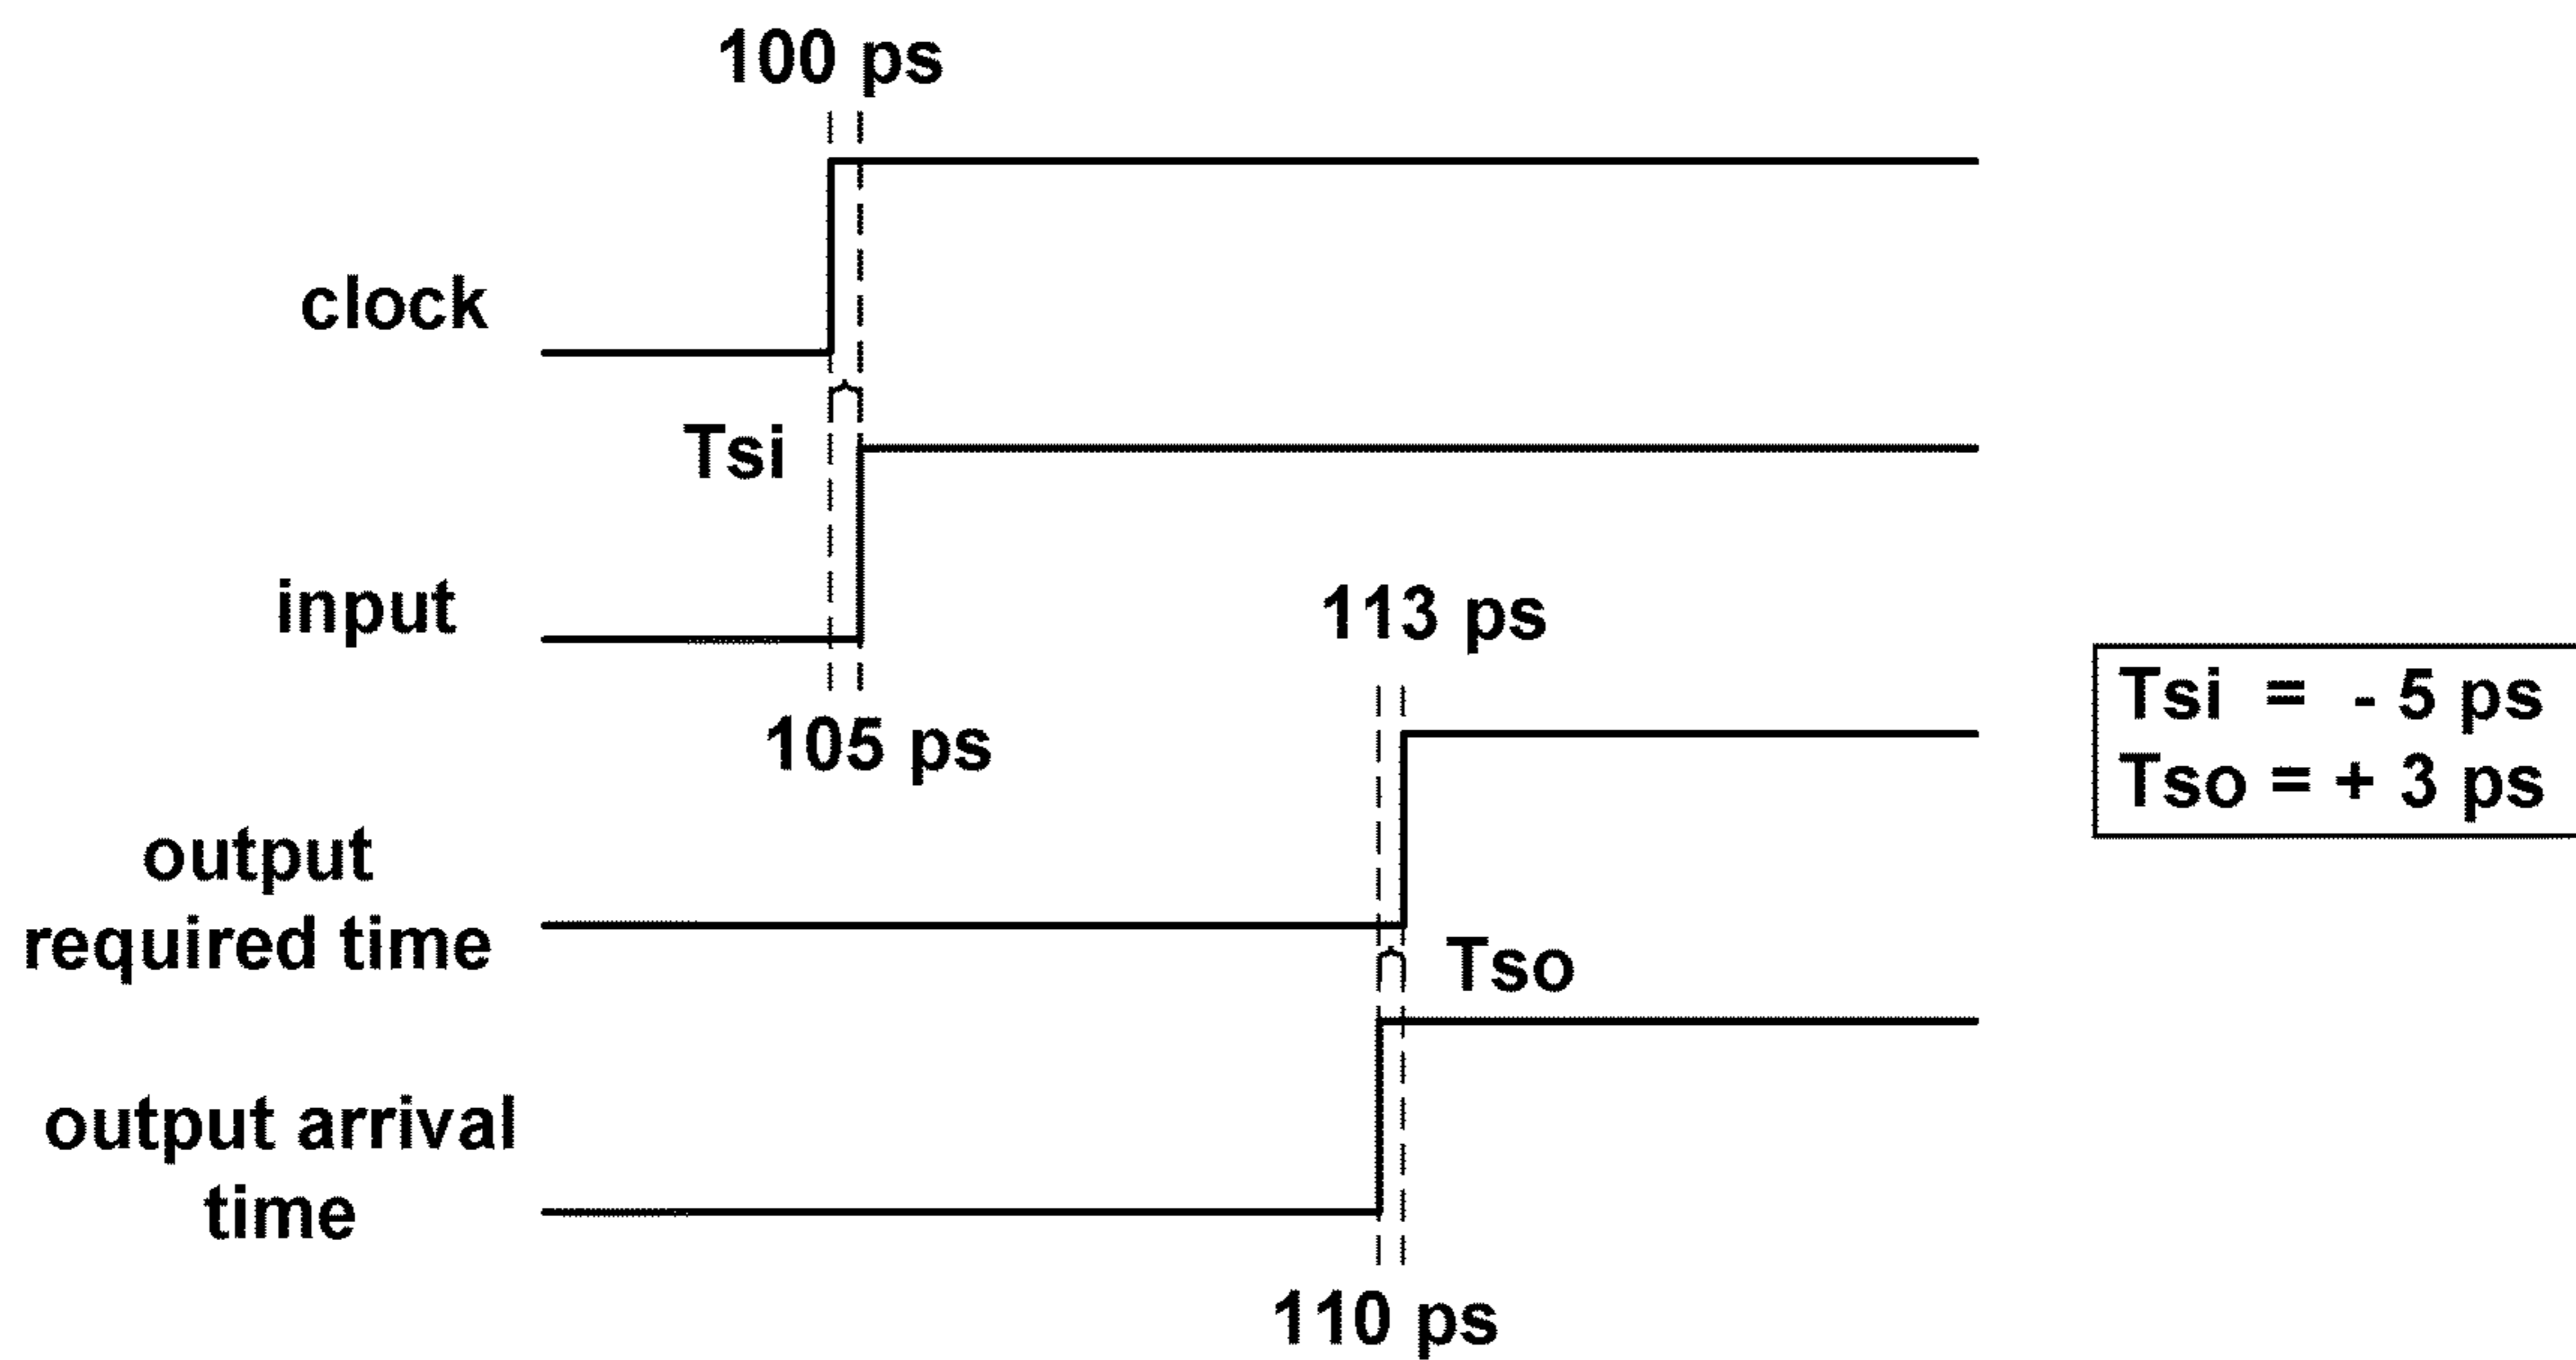 100 ps
clock
Tsi
input
105 ps
113 ps
Tsi = - 5 ps
Tso = + 3 ps
output
required time
Tso
output arrival
time
110 ps